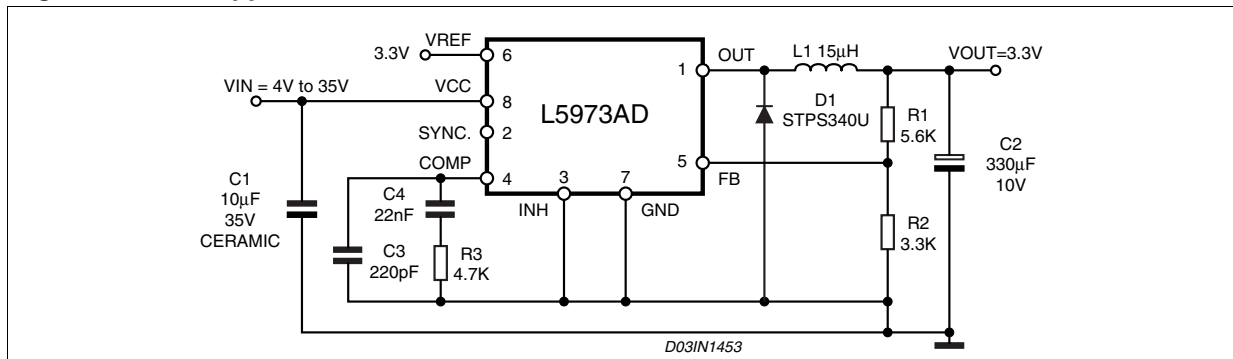 VREF
3.3V
6
VIN = 4V to 35V
VCC
8
SYNC.
2
COMP
4
L5973AD
3
7
INH
GND
1
OUT
5
FB
L1 15µH
VOUT=3.3V
D1
STPS340U
R1
5.6K
C2
330µF
10V
R2
3.3K
C1
10µF
35V
CERAMIC
C4
22nF
C3
220pF
R3
4.7K
D03IN1453